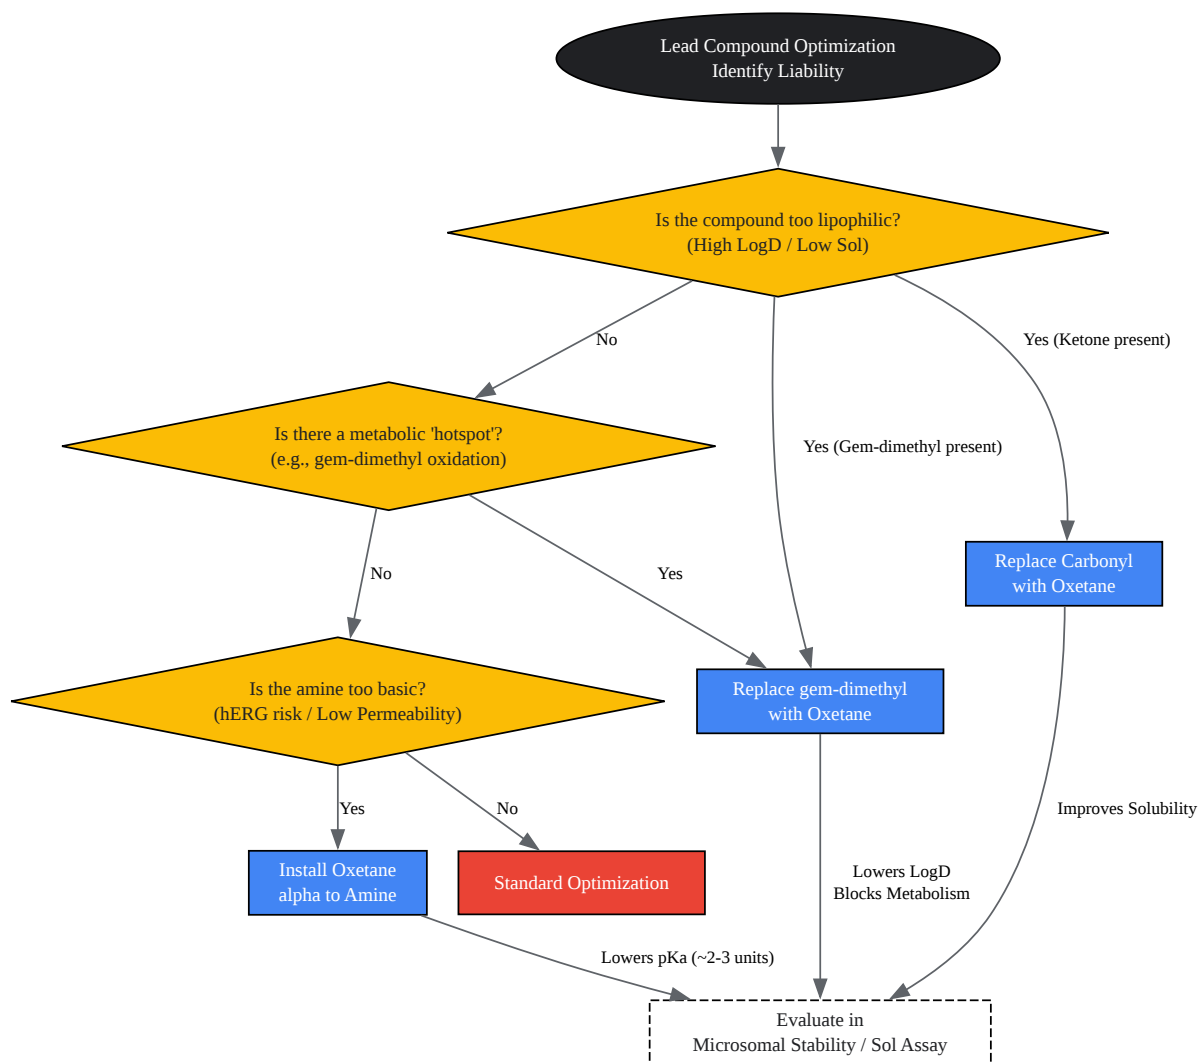 Lead Compound Optimization
Identify Liability
Is the compound too lipophilic?
(High LogD / Low Sol)
No
Yes (Ketone present)
Is there a metabolic 'hotspot'?
(e.g., gem-dimethyl oxidation)
Yes (Gem-dimethyl present)
No
Yes
Replace Carbonyl
with Oxetane
Is the amine too basic?
(hERG risk / Low Permeability)
Replace gem-dimethyl
with Oxetane
Yes
No
Improves Solubility
Install Oxetane
alpha to Amine
Standard Optimization
Lowers LogD
Blocks Metabolism
Lowers pKa (~2-3 units)
Evaluate in
Microsomal Stability / Sol Assay